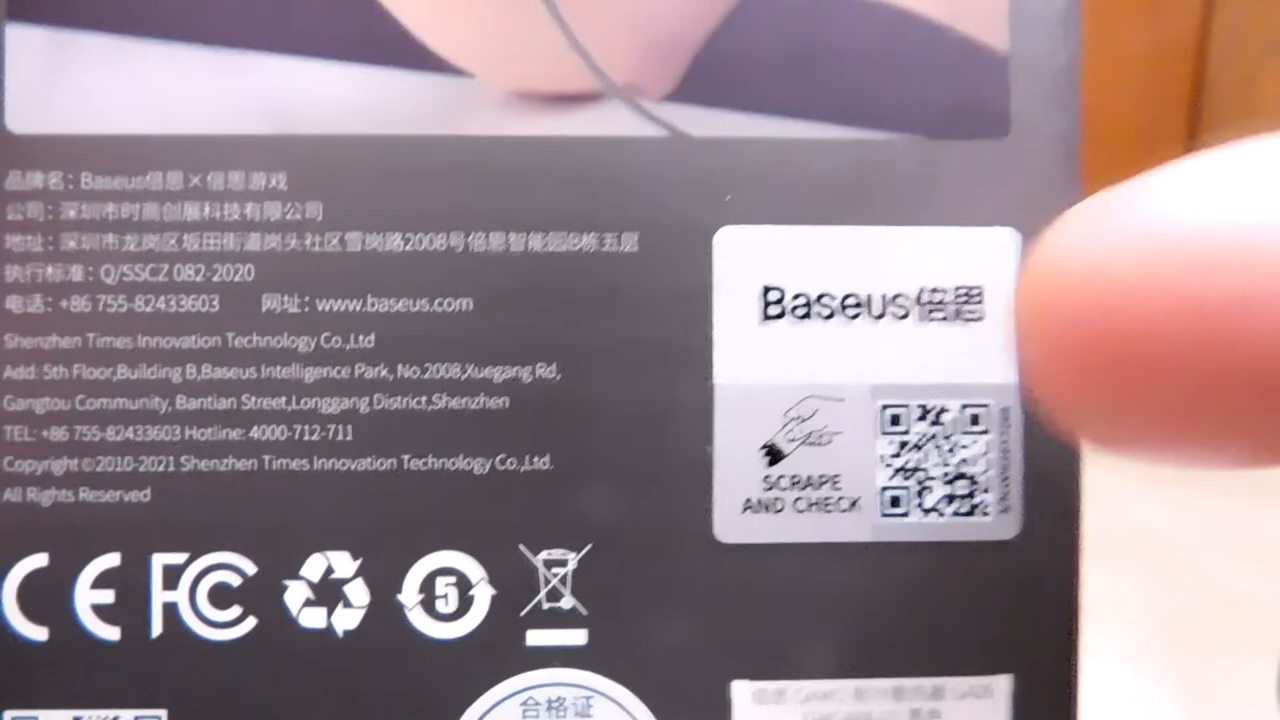 品牌名：Baseus倍思×倍思游戏
公司：深圳市时商创展科技有限公司
地址：深圳市龙岗区坂田街道岗头社区雪岗路2008号倍思智能园B栋五层
执行标准：Q/SSCZ 082-2020
电话：+86 755-82433603 网址：www.baseus.com
Shenzhen Times Innovation Technology Co.,Ltd
Add: 5th Floor,Building B,Baseus Intelligence Park, No.2008,Xuegang Rd,
Gangtou Community, Bantian Street,Longgang District,Shenzhen
TEL: +86 755-82433603 Hotline: 4000-712-711
Copyright ©2010-2021 Shenzhen Times Innovation Technology Co.,Ltd.
All Rights Reserved
Baseus倍思
SCRAPE
AND CHECK
CE FC 5
合格证